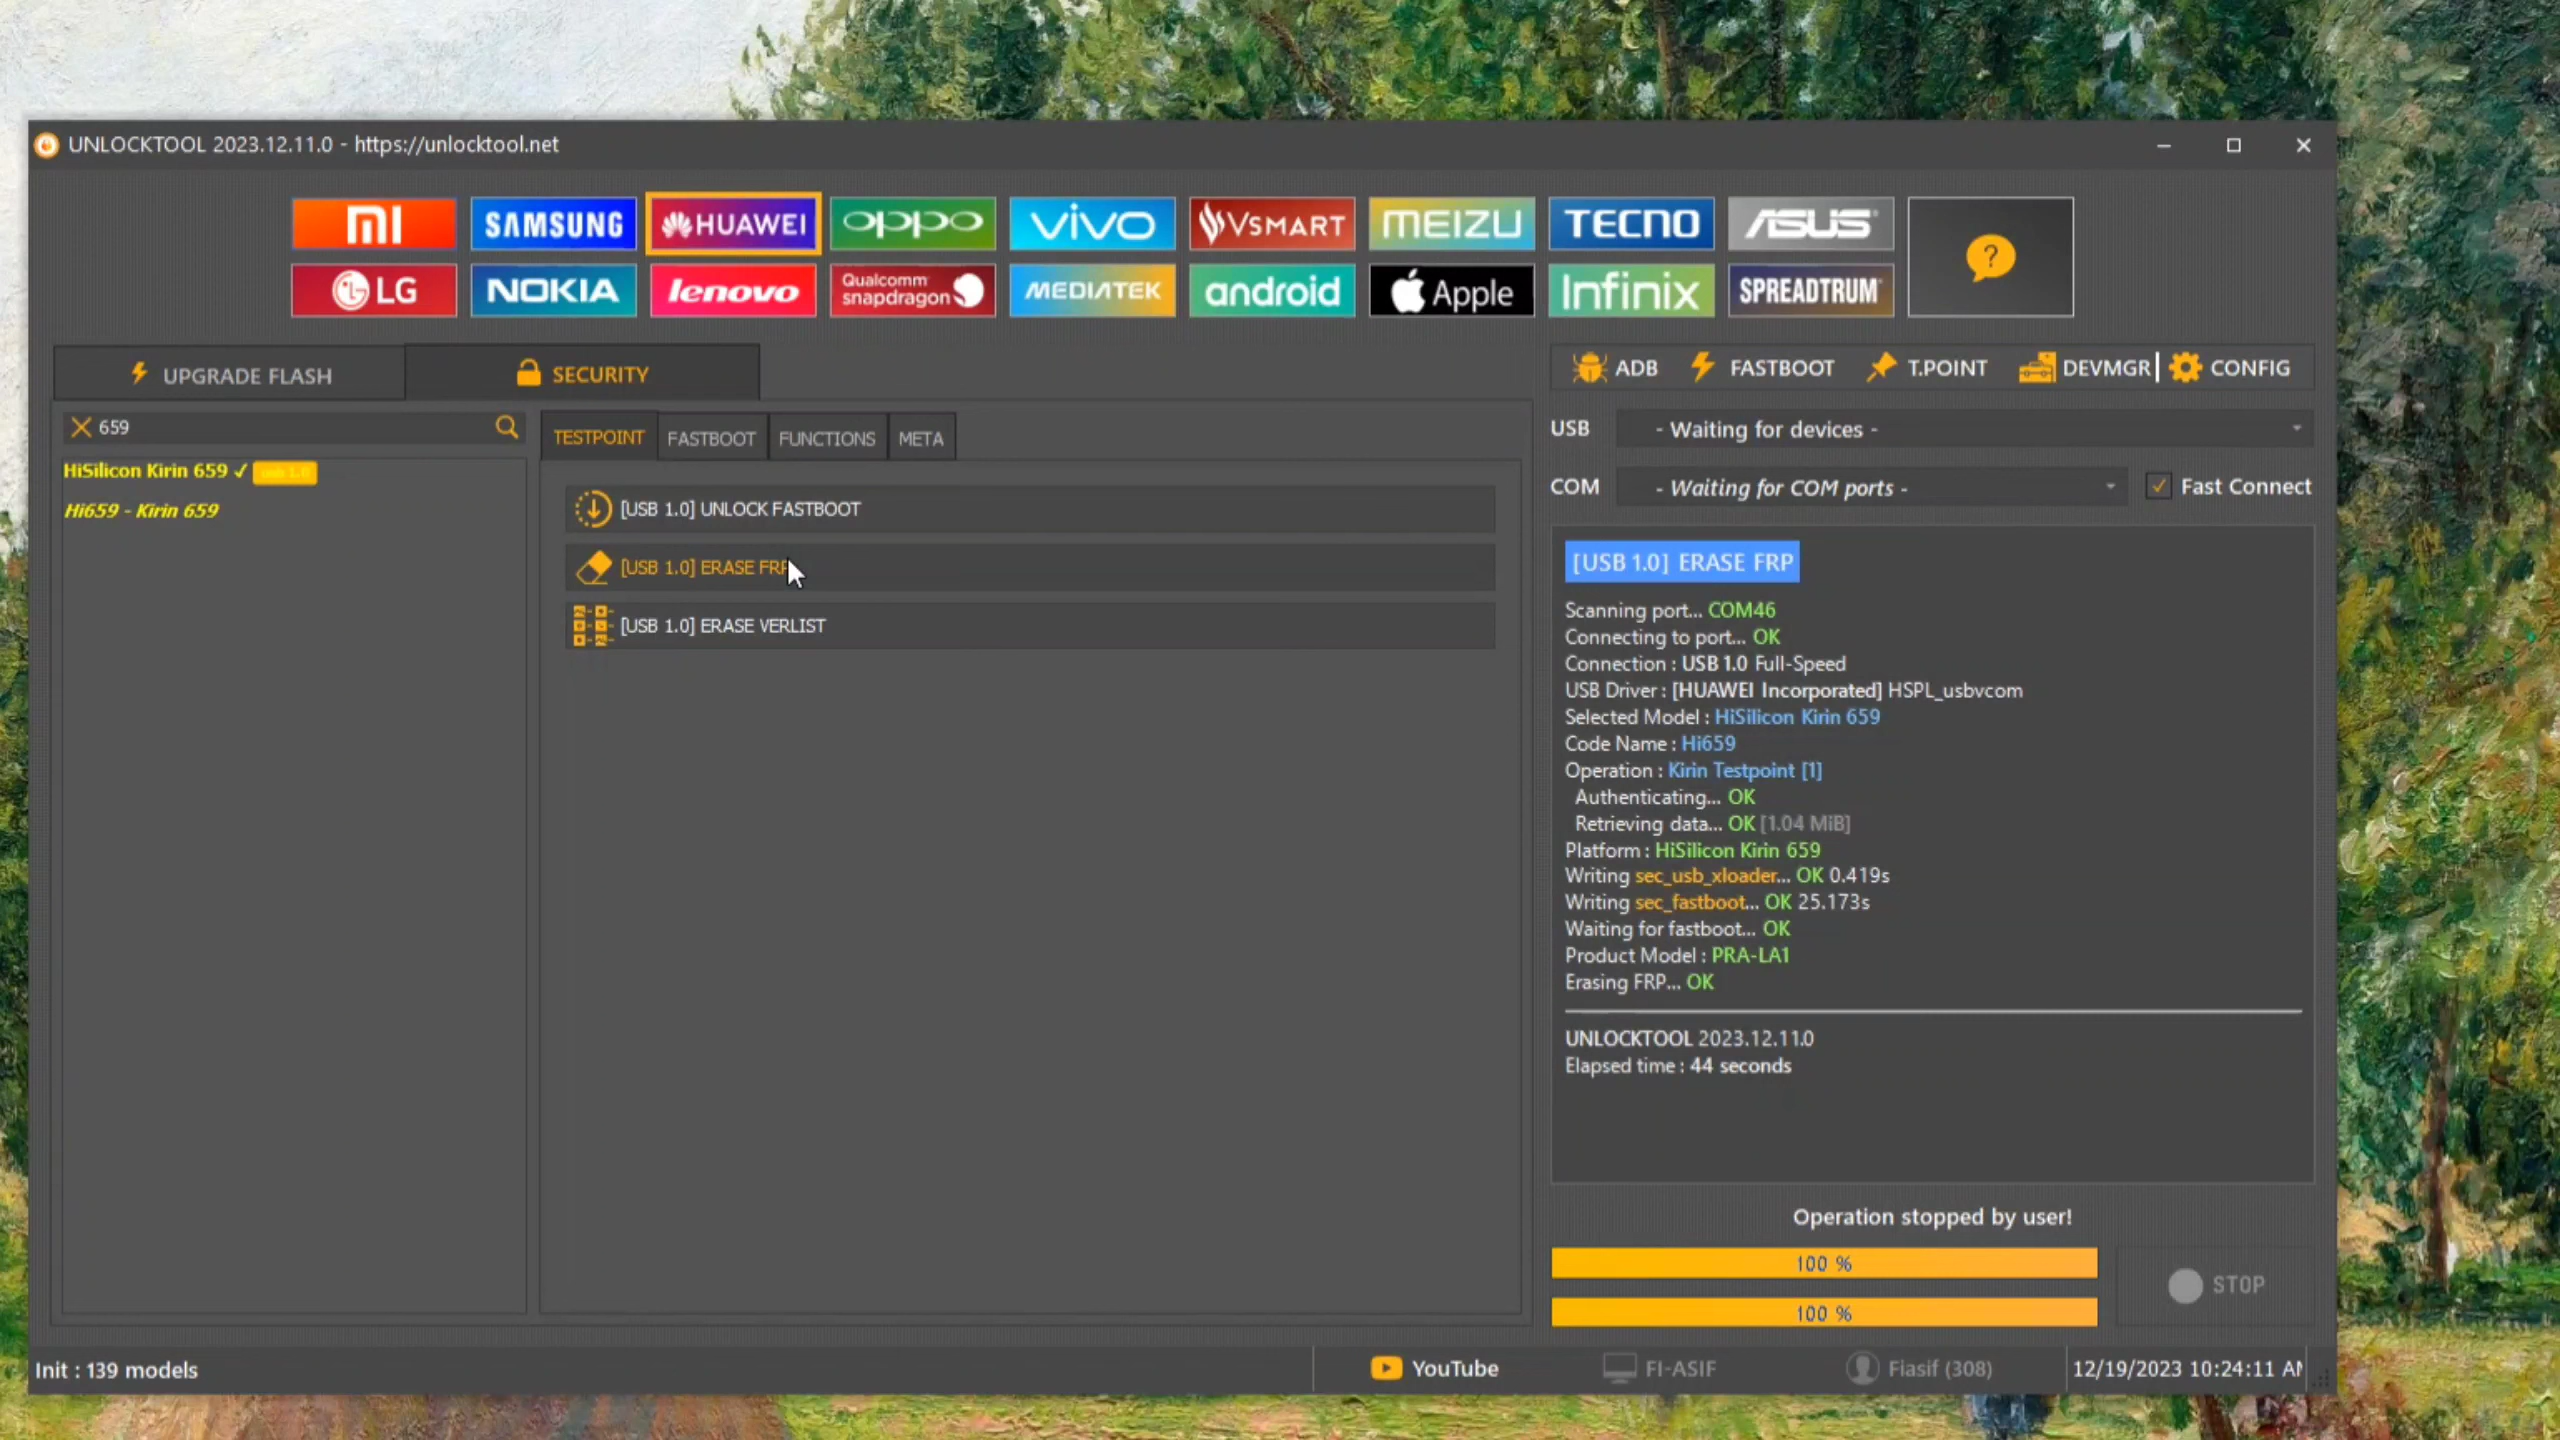 UNLOCKTOOL 2023.12.11.0 - https://unlocktool.net
SAMSUNG HUAWEI oppo vivo VSMART MEIZU TECNO ASUS ?
LG NOKIA lenovo Qualcomm snapdragon MEDIATEK android Apple Infinix SPREADTRUM
UPGRADE FLASH SECURITY
ADB FASTBOOT T.POINT DEVMGR CONFIG
659
TESTPOINT FASTBOOT FUNCTIONS META
USB - Waiting for devices -
HiSilicon Kirin 659 ✓ usb 1.0
COM - Waiting for COM ports - Fast Connect
Hi659 - Kirin 659
[USB 1.0] UNLOCK FASTBOOT
[USB 1.0] ERASE FRP
[USB 1.0] ERASE VERLIST
[USB 1.0] ERASE FRP
Scanning port... COM46
Connecting to port... OK
Connection : USB 1.0 Full-Speed
USB Driver : [HUAWEI Incorporated] HSPL_usbvcom
Selected Model : HiSilicon Kirin 659
Code Name : Hi659
Operation : Kirin Testpoint [1]
Authenticating... OK
Retrieving data... OK [1.04 MiB]
Platform : HiSilicon Kirin 659
Writing sec_usb_xloader... OK 0.419s
Writing sec_fastboot... OK 25.173s
Waiting for fastboot... OK
Product Model : PRA-LA1
Erasing FRP... OK
UNLOCKTOOL 2023.12.11.0
Elapsed time : 44 seconds
Operation stopped by user!
100 %
STOP
100 %
Init : 139 models
YouTube FI-ASIF Fiasif (308) 12/19/2023 10:24:11 AM